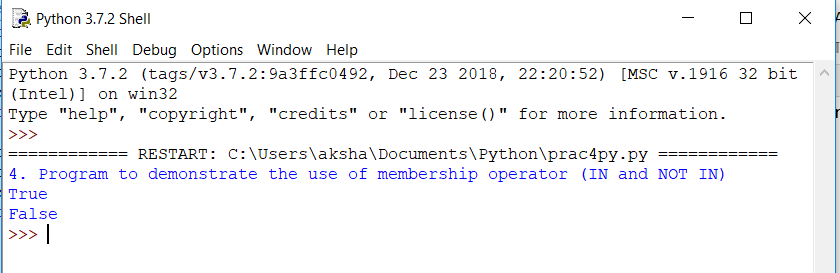 Python 3.7.2 Shell
File Edit Shell Debug Options Window Help
Python 3.7.2 (tags/v3.7.2:9a3ffc0492, Dec 23 2018, 22:20:52) [MSC v.1916 32 bit
(Intel)] on win32
Type "help", "copyright", "credits" or "license()" for more information.
>>>
============ RESTART: C:\Users\aksha\Documents\Python\prac4py.py ============
4. Program to demonstrate the use of membership operator (IN and NOT IN)
True
False
>>>